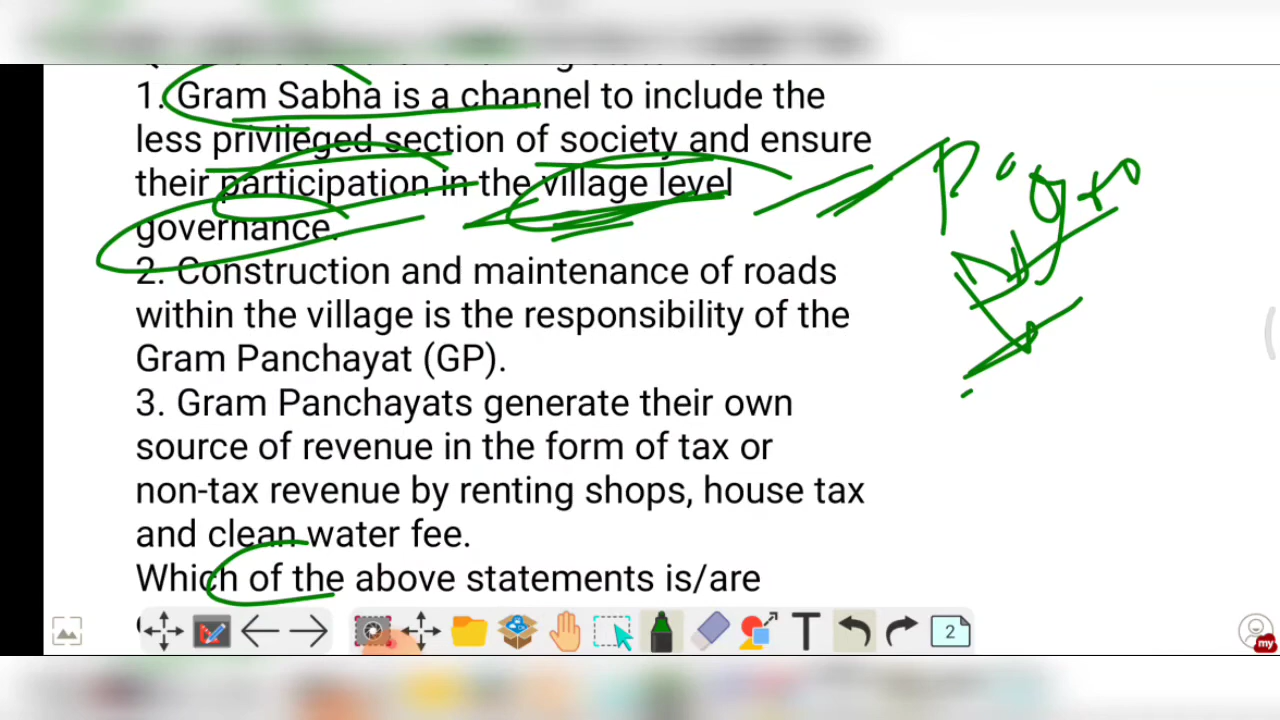 1. Gram Sabha is a channel to include the
less privileged section of society and ensure
their participation in the village level
governance.
2. Construction and maintenance of roads
within the village is the responsibility of the
Gram Panchayat (GP).
3. Gram Panchayats generate their own
source of revenue in the form of tax or
non-tax revenue by renting shops, house tax
and clean water fee.
Which of the above statements is/are
T
2
my